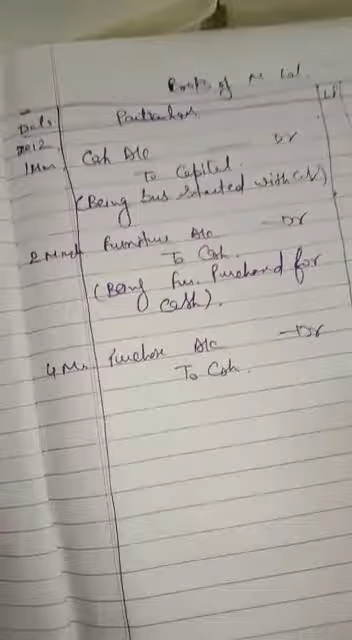 Books of M Lal.
Date Particulars LF
2012
1 Mar Cash A/c Dr
To Capital
(Being bus started with cash)
2 March Furniture A/c Dr
To Cash.
(Being Fur. Purchased for
cash).
4 Mar Purchase A/c Dr
To Cash.